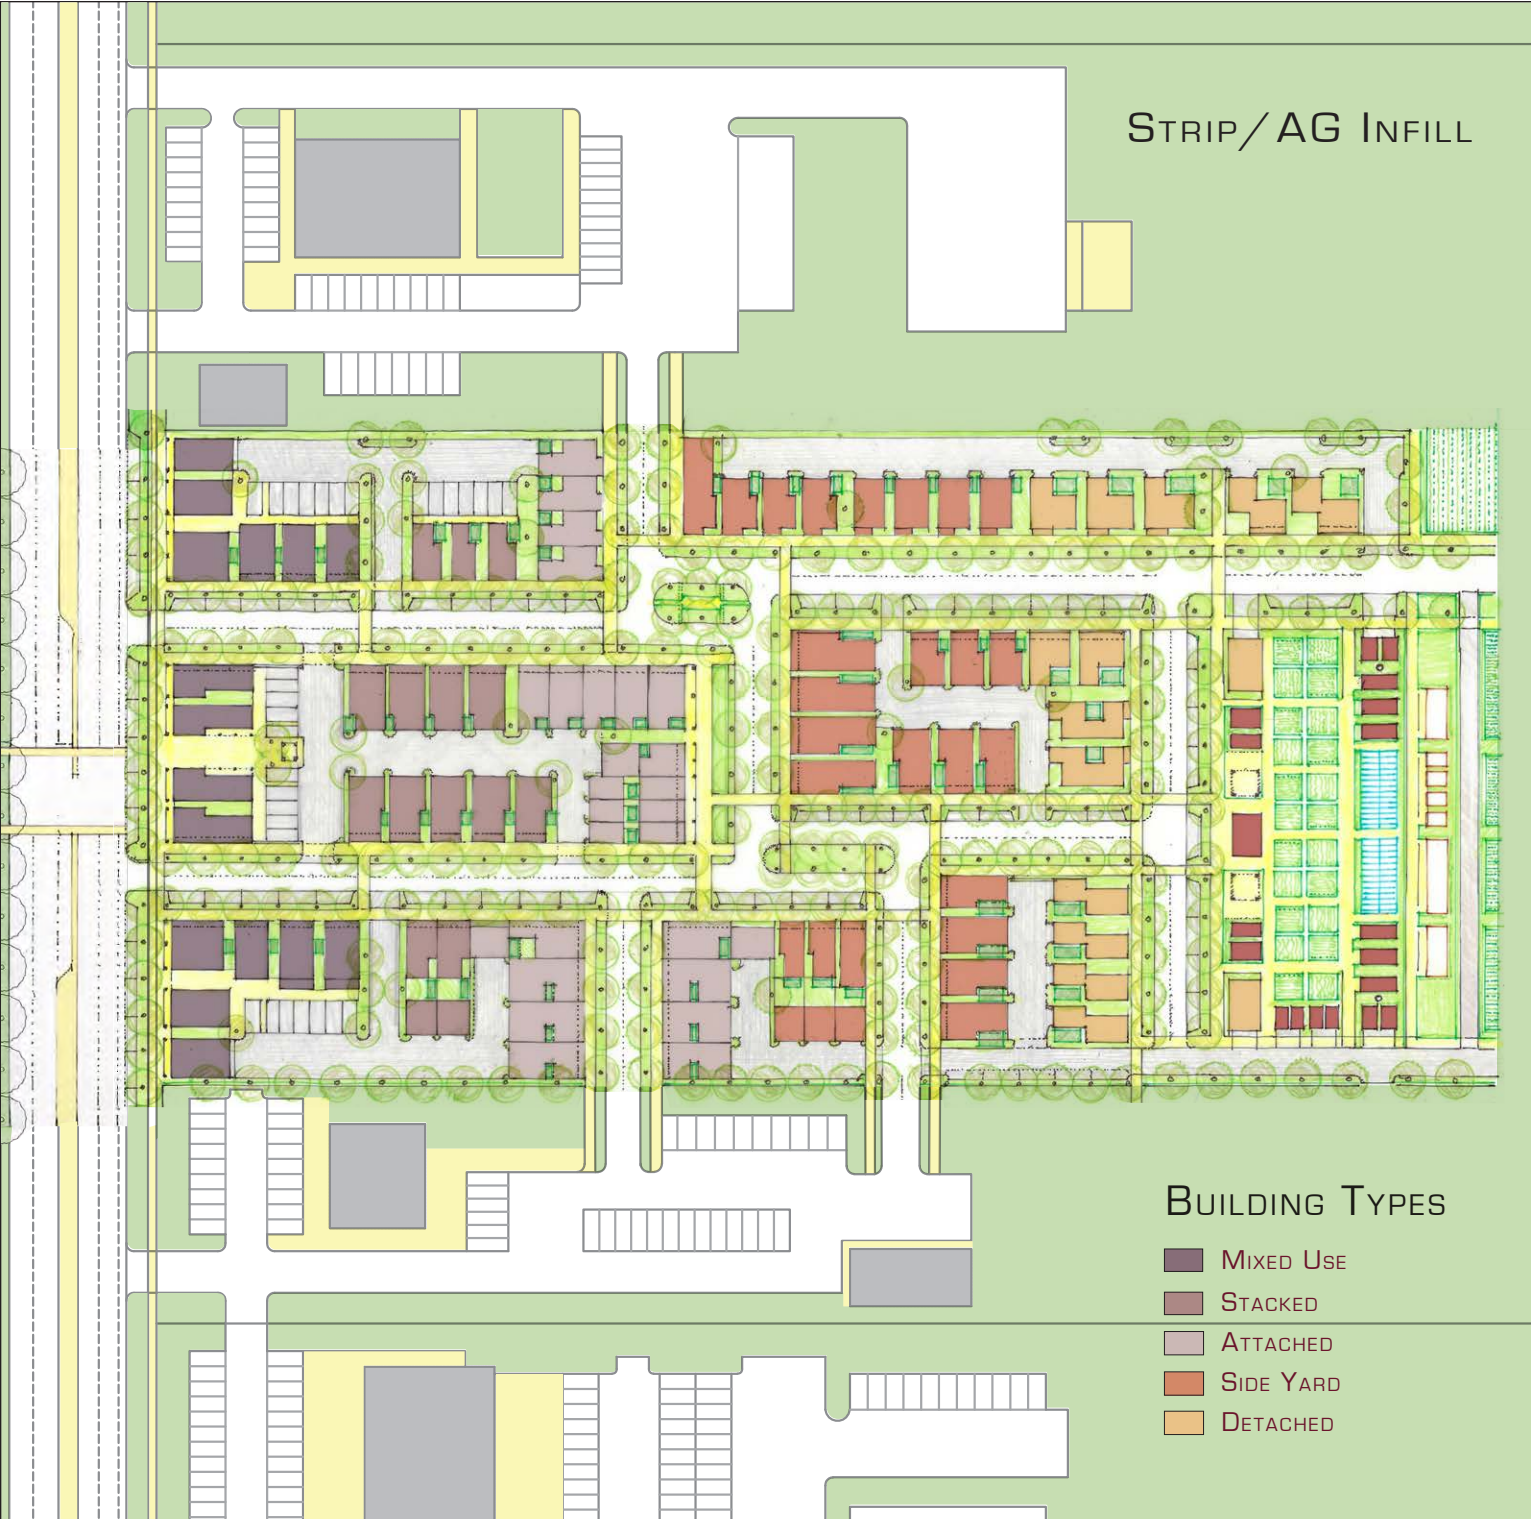 Strip/AG Infill
Building Types
Mixed Use
Stacked
Attached
Side Yard
Detached